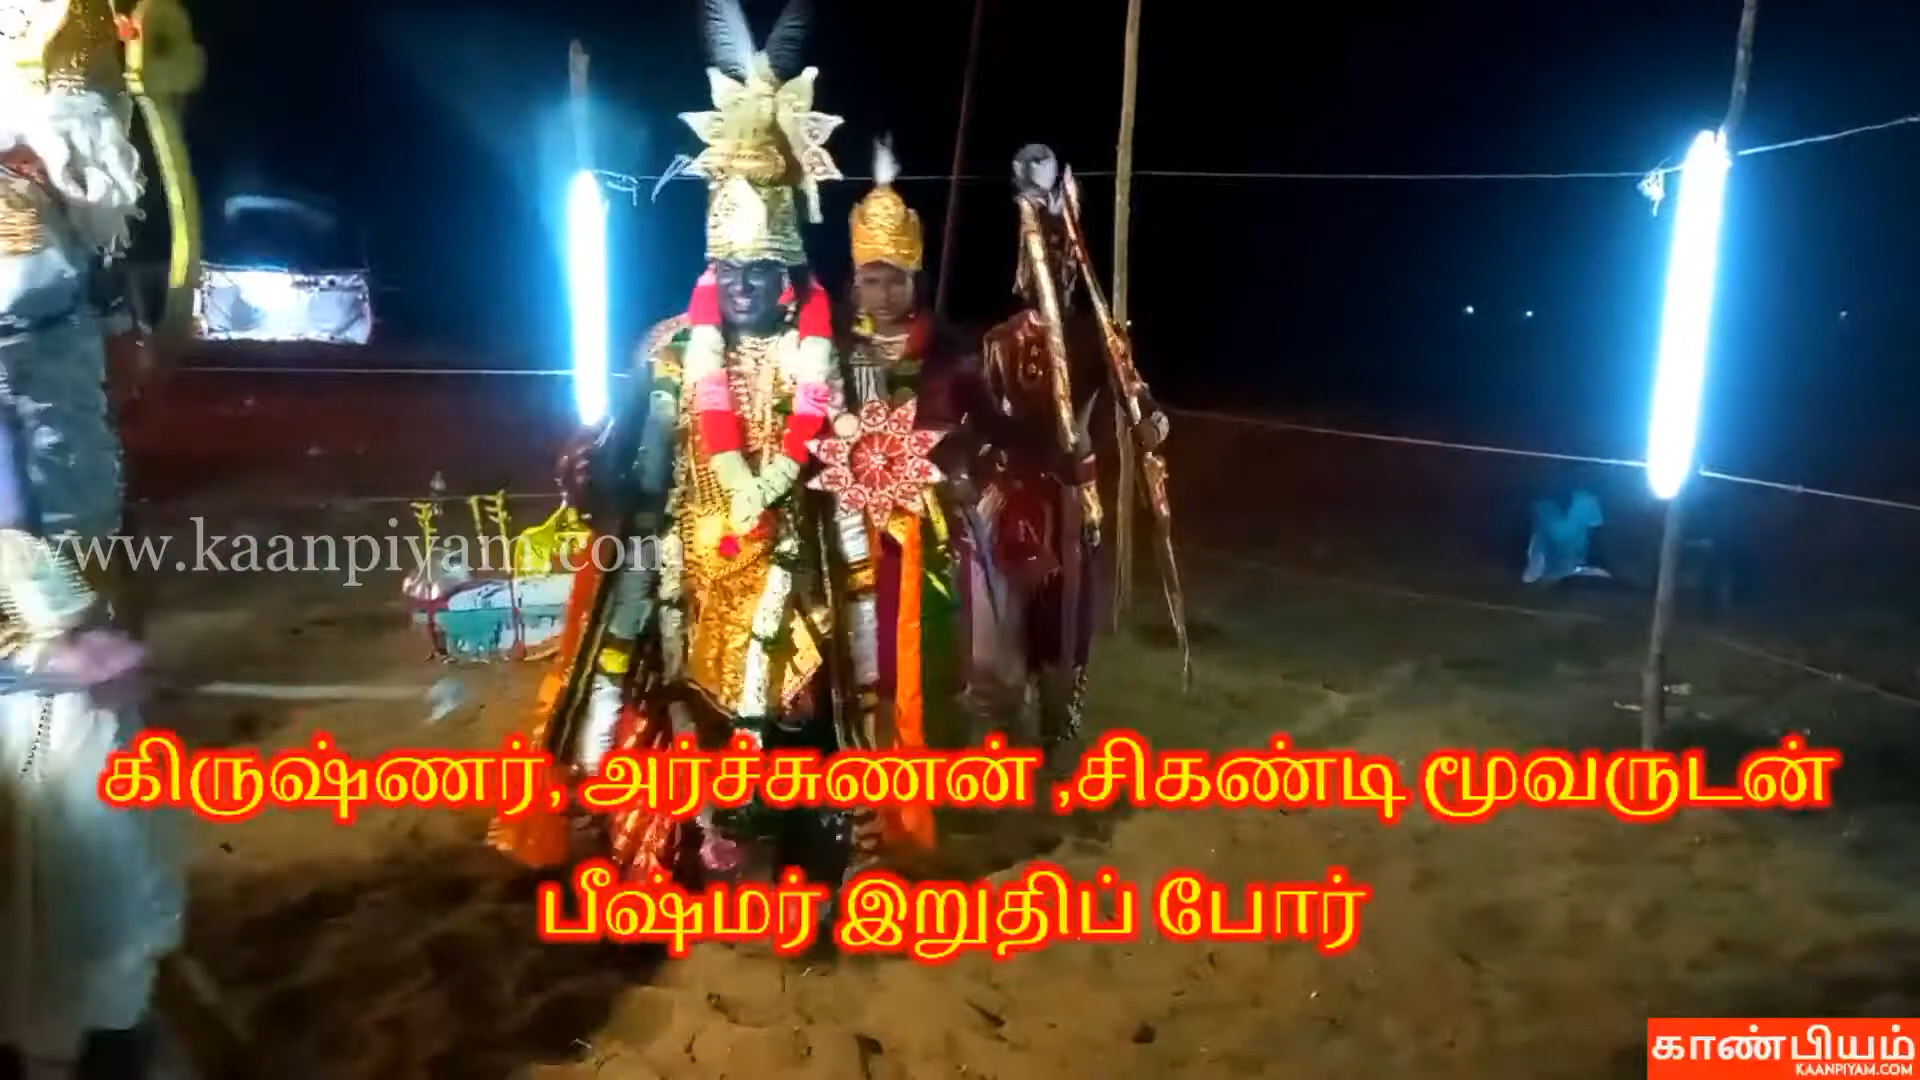 www.kaanpiyam.com
கிருஷ்ணர், அர்ச்சுணன் ,சிகண்டி மூவருடன்
பீஷ்மர் இறுதிப் போர்
காண்பியம்
KAANPIYAM.COM